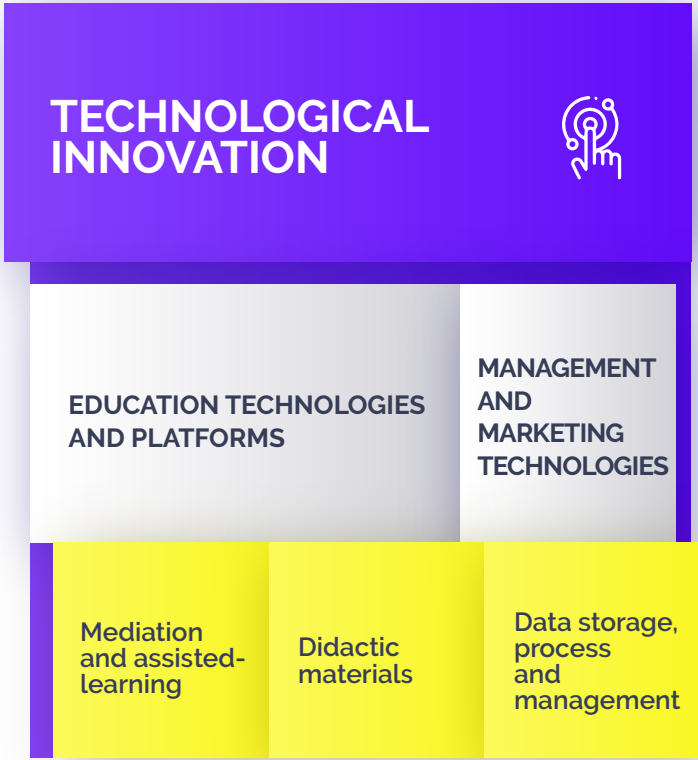 TECHNOLOGICAL
INNOVATION
EDUCATION TECHNOLOGIES
AND PLATFORMS
MANAGEMENT
AND
MARKETING
TECHNOLOGIES
Mediation
and assisted-
learning
Didactic
materials
Data storage,
process
and
management